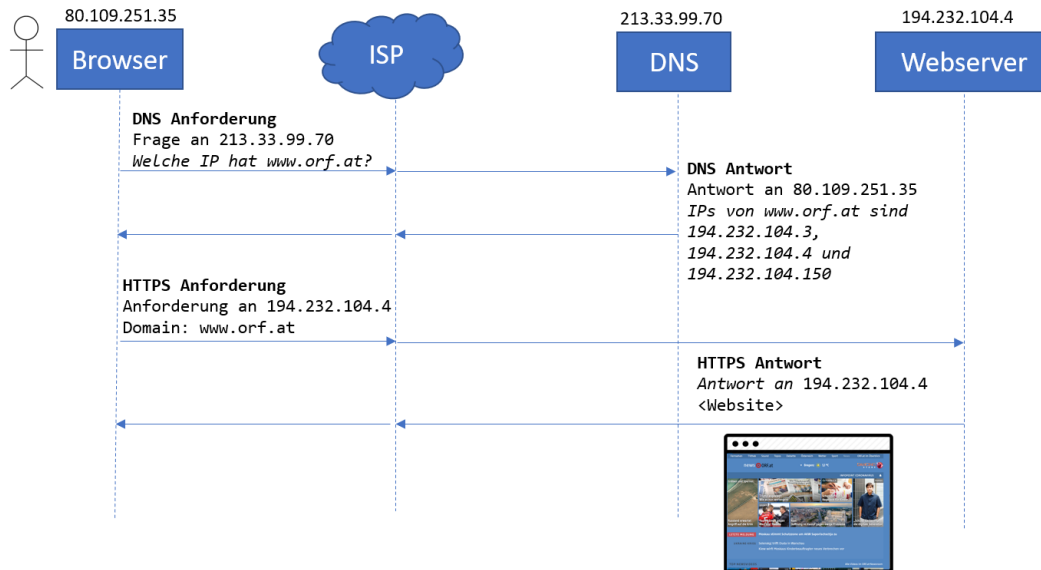 80.109.251.35
213.33.99.70
194.232.104.4
Browser
ISP
DNS
Webserver
DNS Anforderung
Frage an 213.33.99.70
Welche IP hat www.orf.at?
DNS Antwort
Antwort an 80.109.251.35
IPs von www.orf.at sind
194.232.104.3,
194.232.104.4 und
194.232.104.150
HTTPS Anforderung
Anforderung an 194.232.104.4
Domain: www.orf.at
HTTPS Antwort
Antwort an 194.232.104.4
<Website>